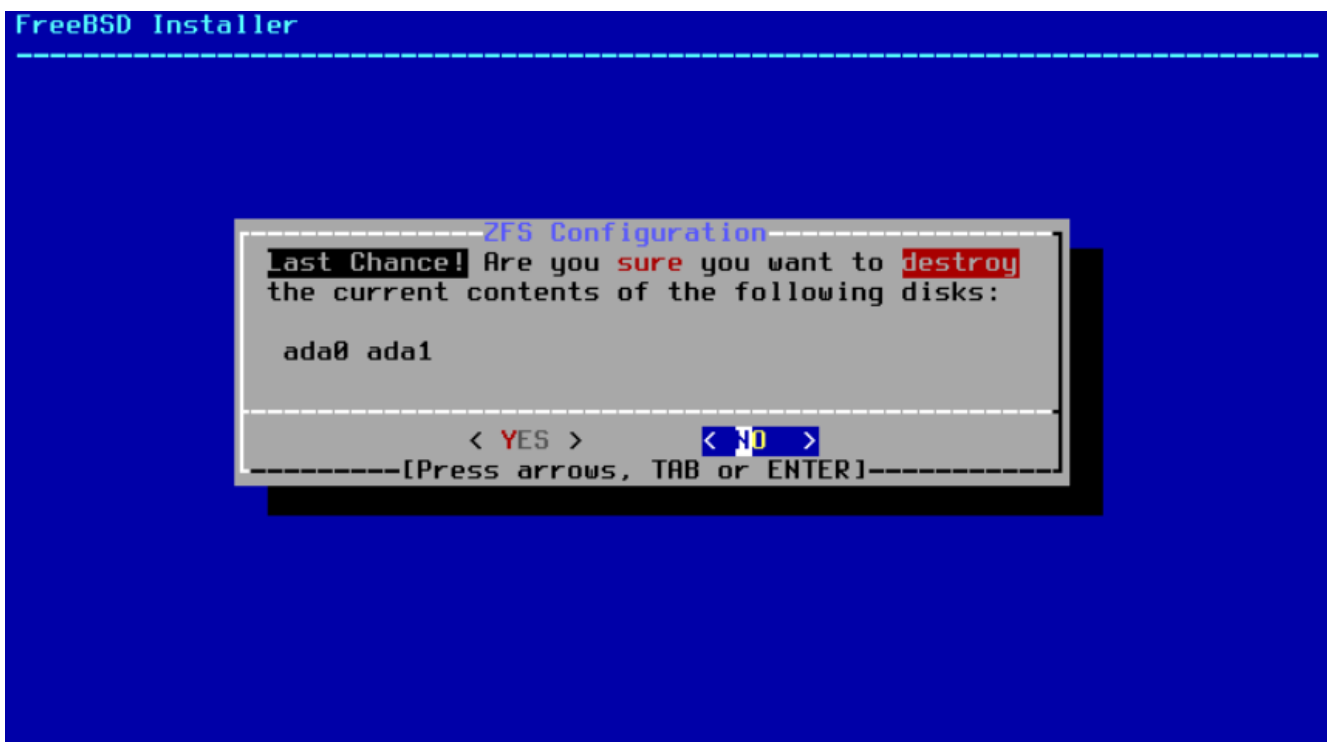 FreeBSD Installer
ZFS Configuration
Last Chance! Are you sure you want to destroy
the current contents of the following disks:
ada0 ada1
< YES > < NO >
[Press arrows, TAB or ENTER]